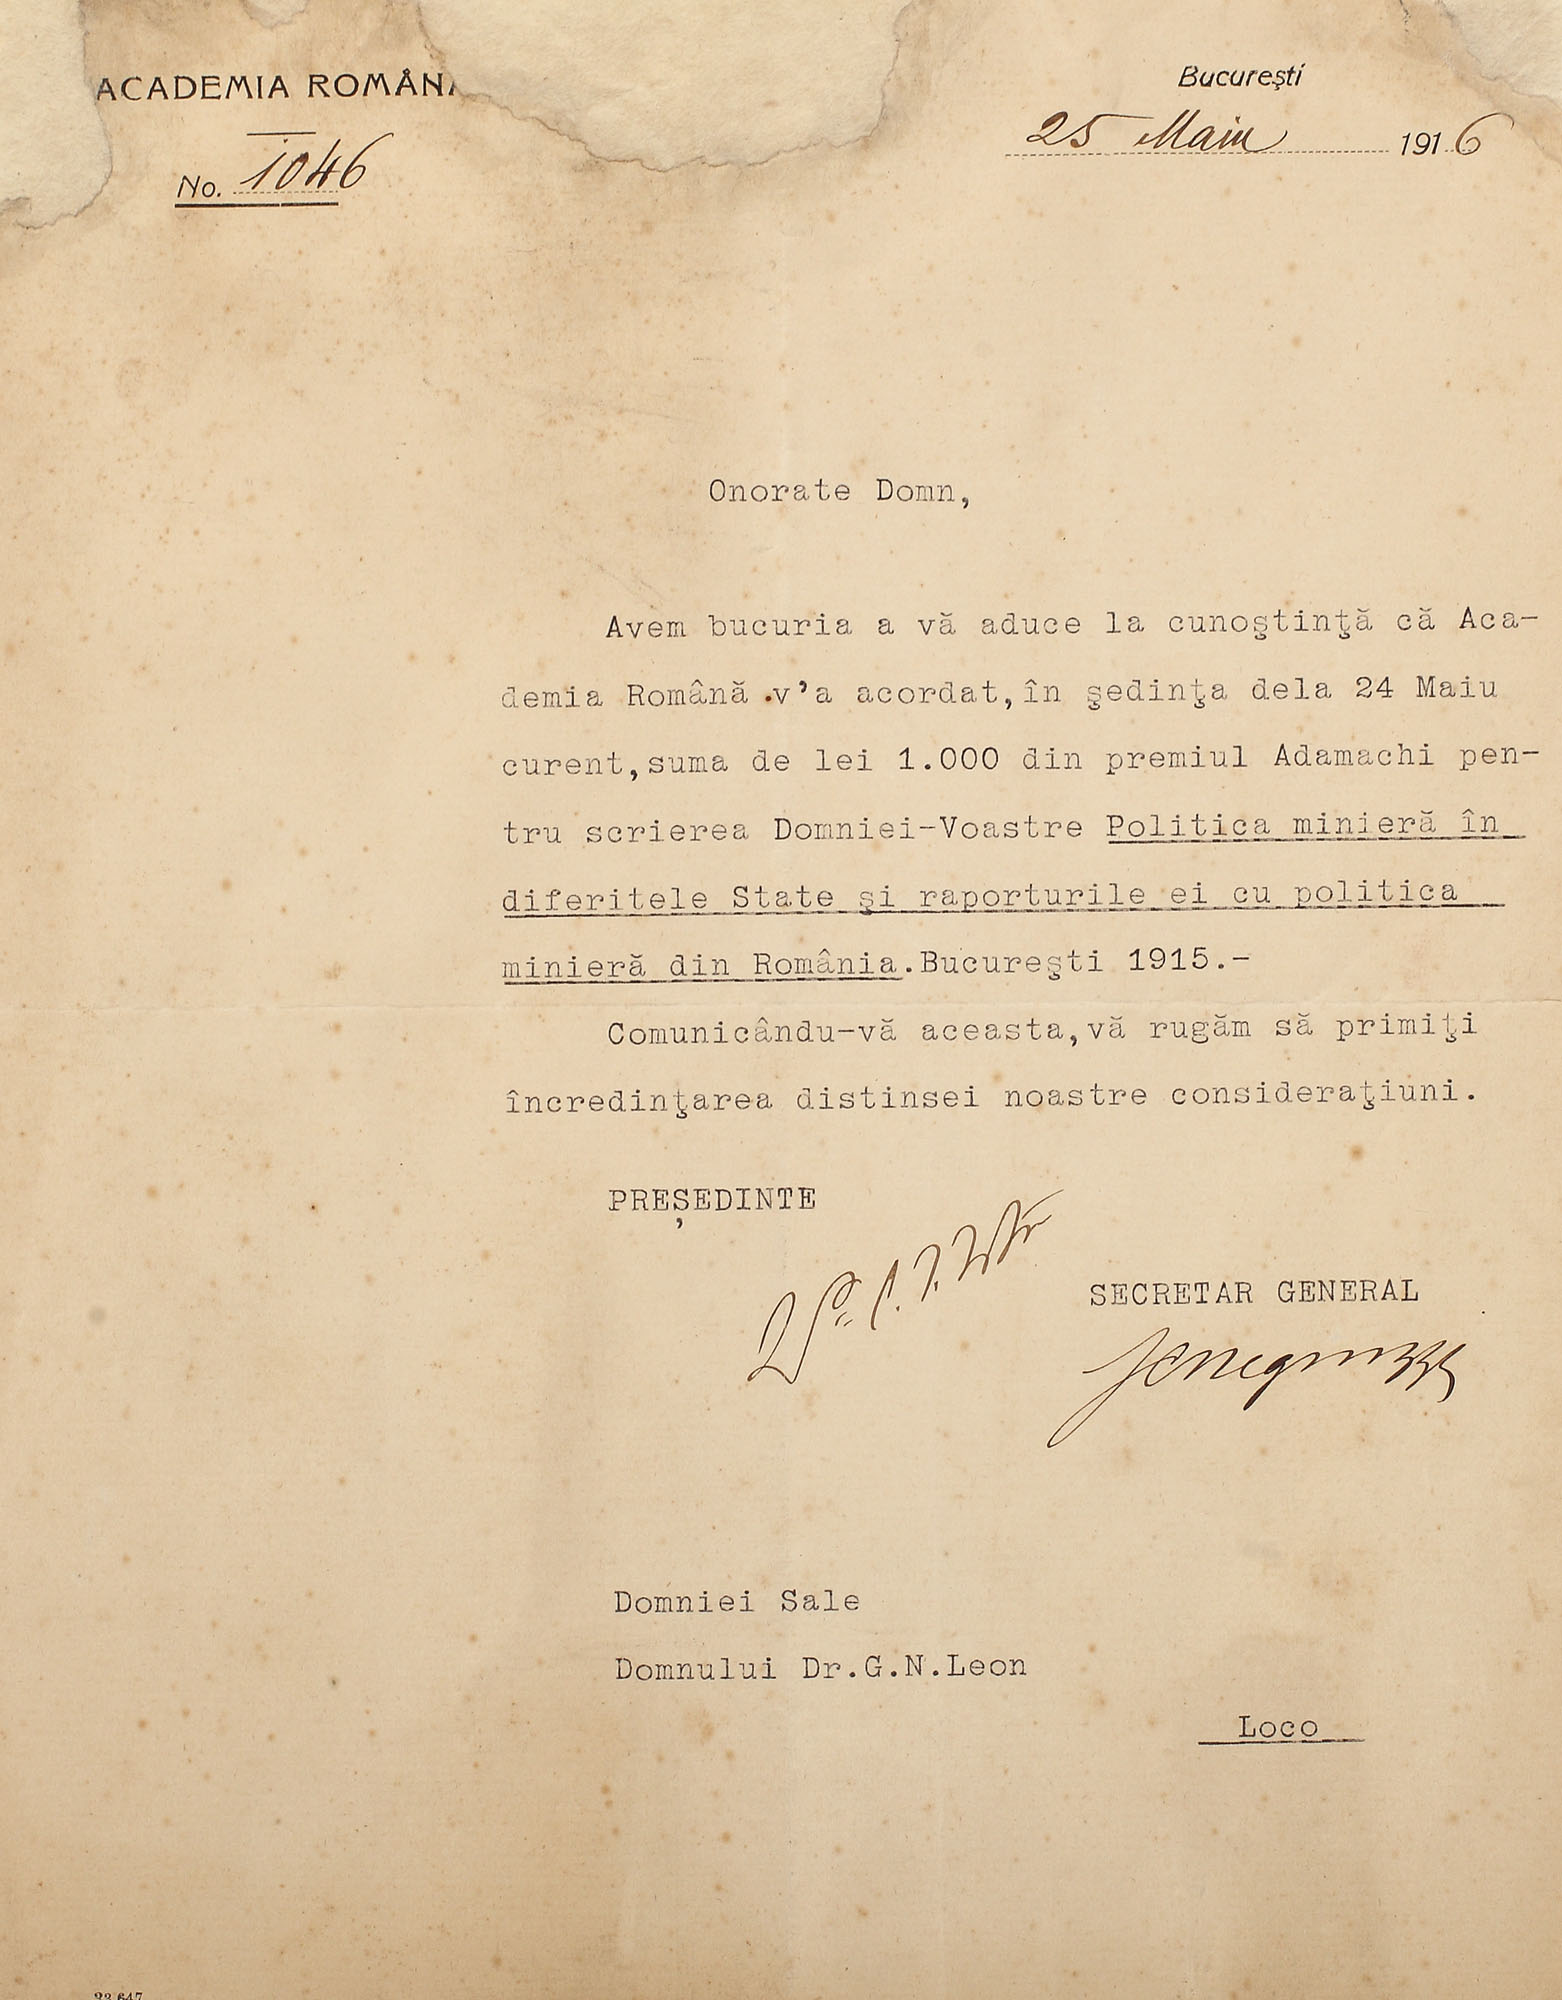 ACADEMIA ROMÂN
No. 1046
Bucureşti
25 Maiu 1916
Onorate Domn,
Avem bucuria a vă aduce la cunoştinţă că Aca-
demia Română v'a acordat, în şedinţa dela 24 Maiu
curent, suma de lei 1.000 din premiul Adamachi pen-
tru scrierea Domniei-Voastre Politica minieră în
diferitele State şi raporturile ei cu politica
minieră din România. Bucureşti 1915.-
Comunicându-vă aceasta, vă rugăm să primiţi
încredinţarea distinsei noastre consideraţiuni.
PREŞEDINTE
SECRETAR GENERAL
Domniei Sale
Domnului Dr. G. N. Leon
Loco